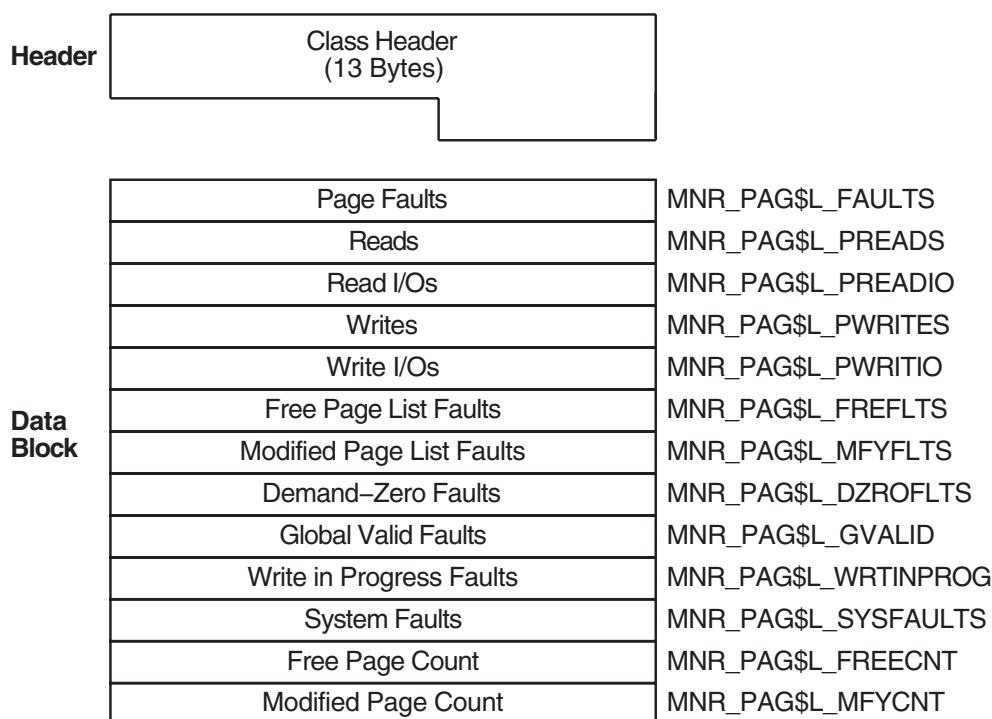 Class Header
Header
(13 Bytes)
Page Faults MNR_PAG$L_FAULTS
Reads MNR_PAG$L_PREADS
Read I/Os MNR_PAG$L_PREADIO
Writes MNR_PAG$L_PWRITES
Write I/Os MNR_PAG$L_PWRITIO
Free Page List Faults MNR_PAG$L_FREFLTS
Data
Block
Modified Page List Faults MNR_PAG$L_MFYFLTS
Demand–Zero Faults MNR_PAG$L_DZROFLTS
Global Valid Faults MNR_PAG$L_GVALID
Write in Progress Faults MNR_PAG$L_WRTINPROG
System Faults MNR_PAG$L_SYSFAULTS
Free Page Count MNR_PAG$L_FREECNT
Modified Page Count MNR_PAG$L_MFYCNT